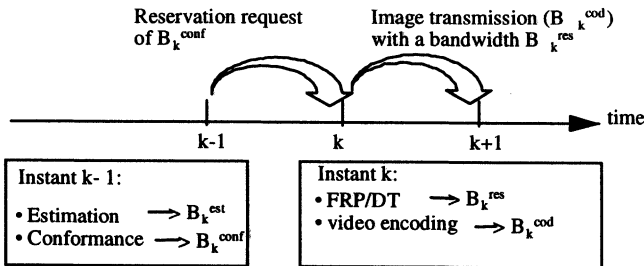 Reservation request
of B_k^conf
Image transmission (B_k^cod)
with a bandwidth B_k^res
time
k-1
k
k+1
Instant k- 1:
• Estimation → B_k^est
• Conformance → B_k^conf
Instant k:
• FRP/DT → B_k^res
• video encoding → B_k^cod